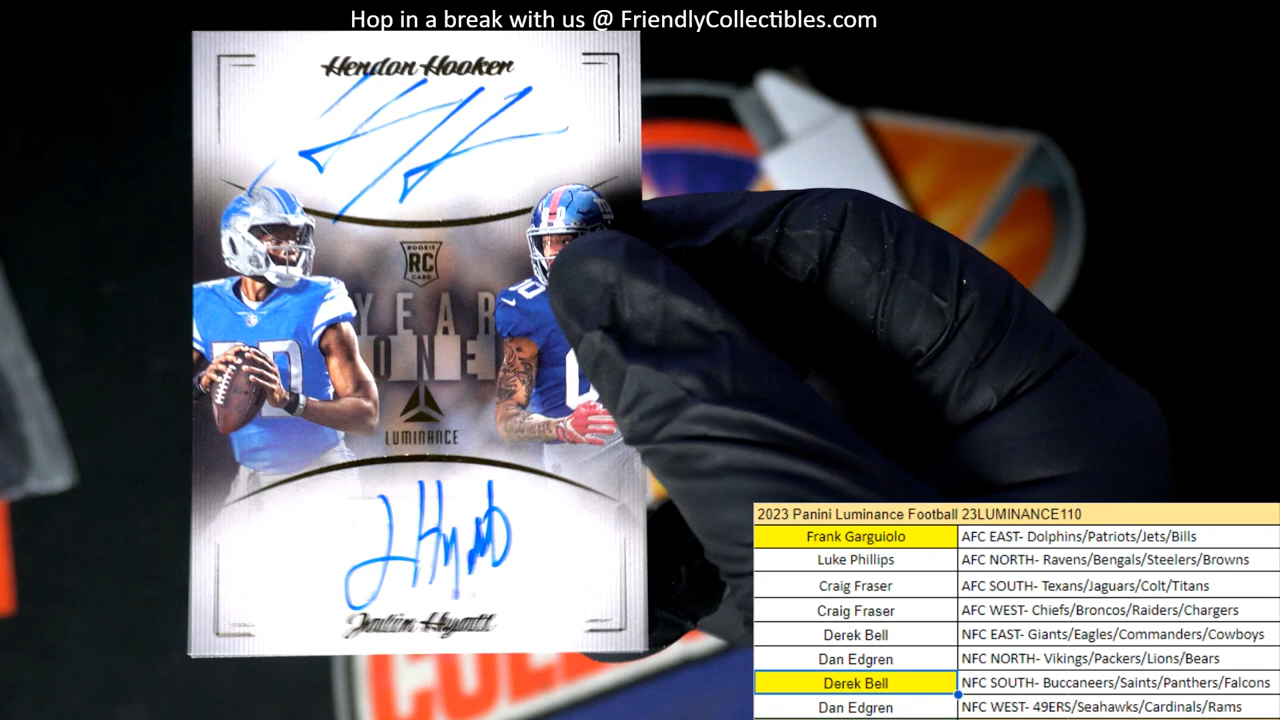 Hop in a break with us @ FriendlyCollectibles.com
Hendon Hooker
ROOKIE
RC
CARD
YEAR
ONE
LUMINANCE
J Hyatt
Jalin Hyatt
2023 Panini Luminance Football 23LUMINANCE110
Frank Garguiolo AFC EAST- Dolphins/Patriots/Jets/Bills
Luke Phillips AFC NORTH- Ravens/Bengals/Steelers/Browns
Craig Fraser AFC SOUTH- Texans/Jaguars/Colt/Titans
Craig Fraser AFC WEST- Chiefs/Broncos/Raiders/Chargers
Derek Bell NFC EAST- Giants/Eagles/Commanders/Cowboys
Dan Edgren NFC NORTH- Vikings/Packers/Lions/Bears
Derek Bell NFC SOUTH- Buccaneers/Saints/Panthers/Falcons
Dan Edgren NFC WEST- 49ERS/Seahawks/Cardinals/Rams